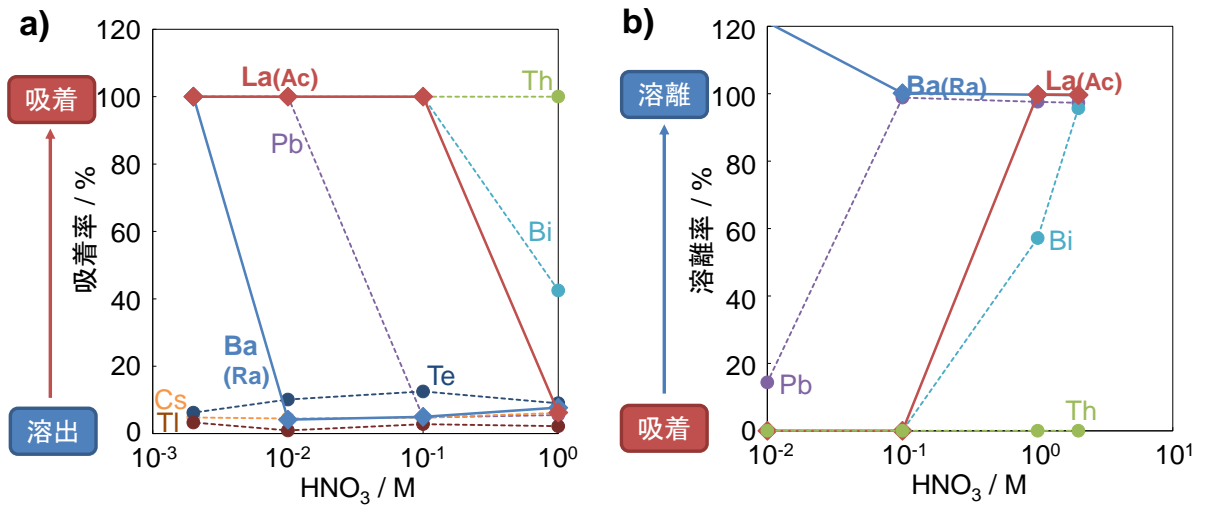 a)
吸着
溶出
吸着率 / %
120
100
80
60
40
20
0
La(Ac)
Th
Pb
Bi
Ba
(Ra)
Te
Cs
Tl
10⁻³
10⁻²
10⁻¹
10⁰
HNO₃ / M
b)
溶離
吸着
溶離率 / %
120
100
80
60
40
20
0
Ba(Ra)
La(Ac)
Bi
Pb
Th
10⁻²
10⁻¹
10⁰
10¹
HNO₃ / M